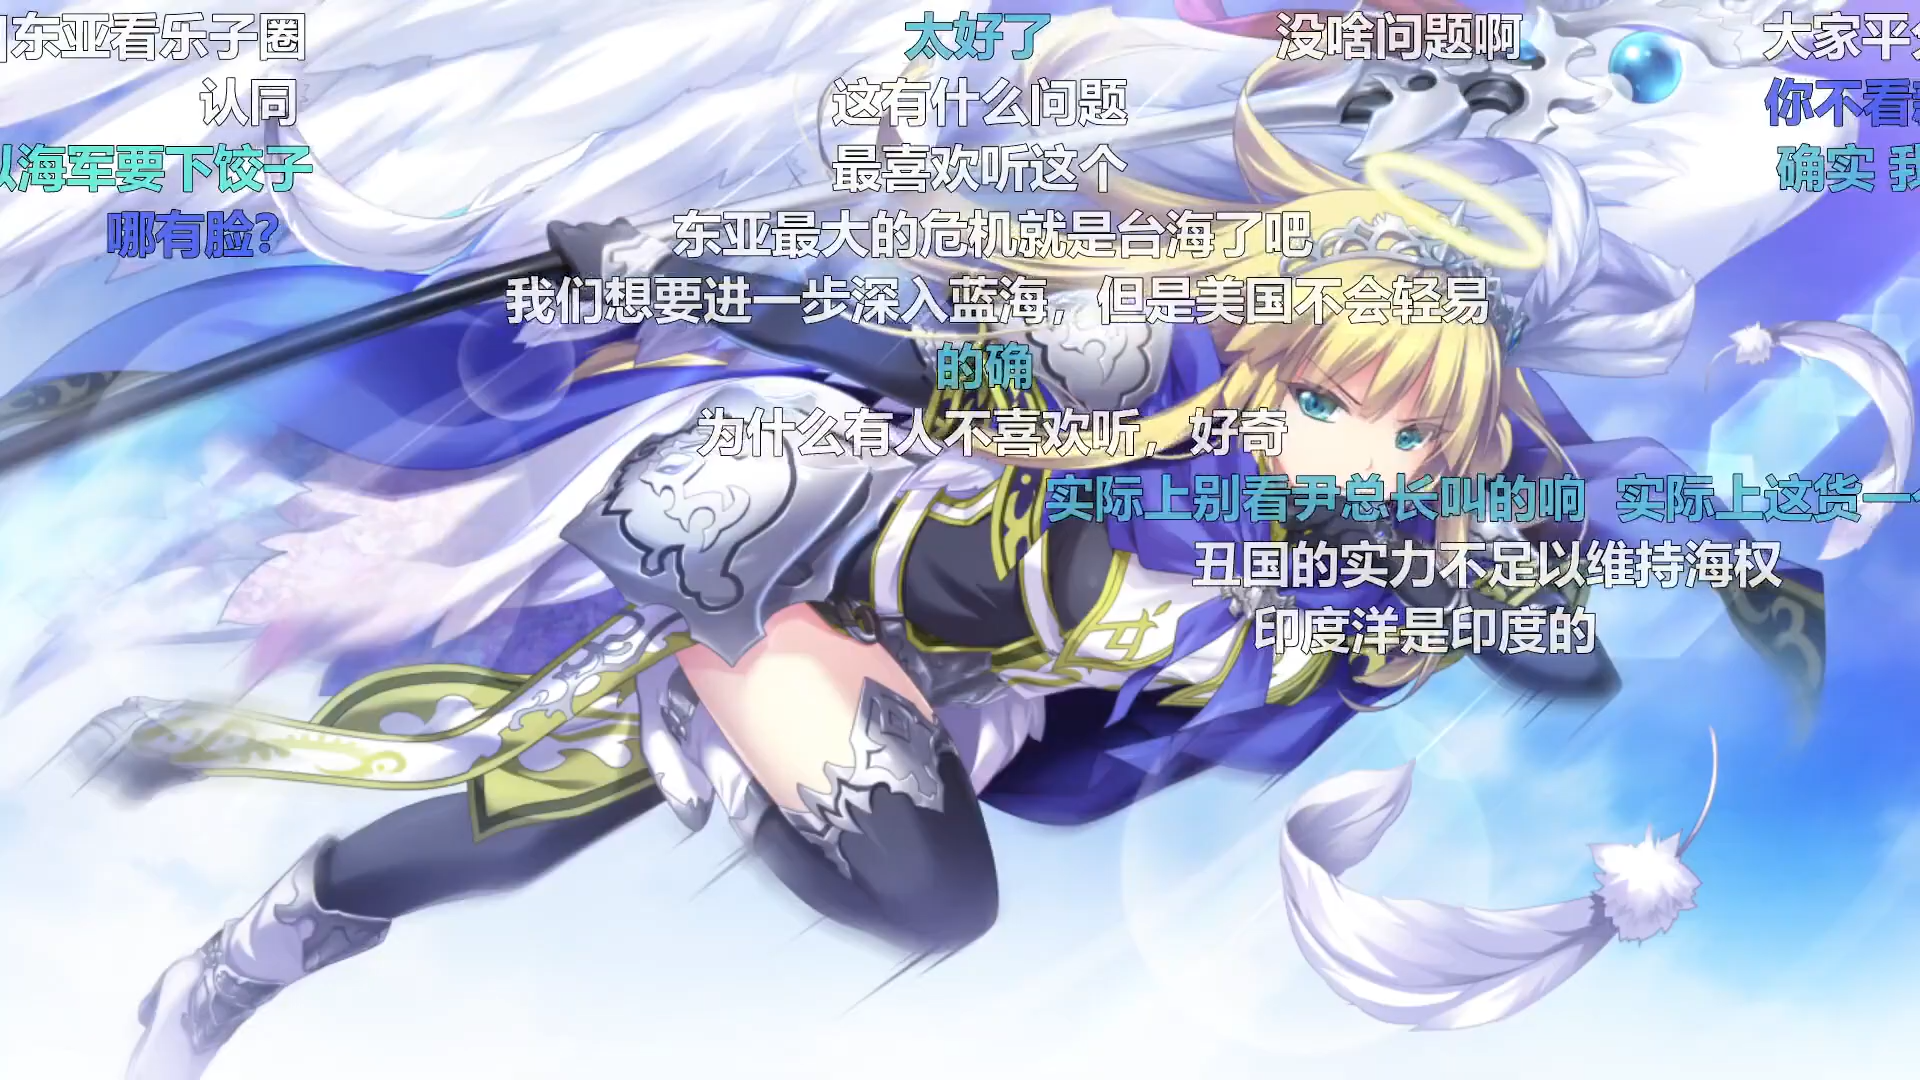 东亚看乐子圈
太好了
没啥问题啊
大家平
认同
这有什么问题
你不看
海军要下饺子
最喜欢听这个
确实 我
哪有脸?
东亚最大的危机就是台海了吧
我们想要进一步深入蓝海，但是美国不会轻易
的确
为什么有人不喜欢听，好奇
实际上别看尹总长叫的响 实际上这货一
丑国的实力不足以维持海权
印度洋是印度的